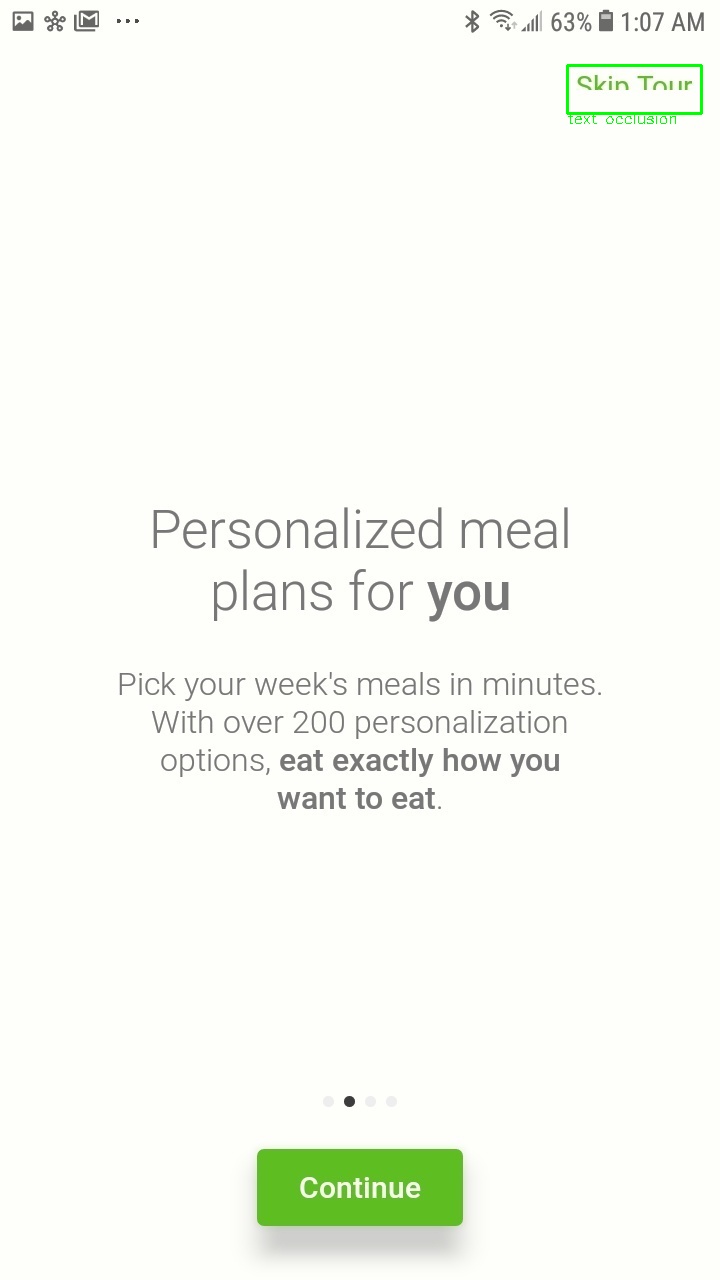 63% 1:07 AM
Skip Tour
text occlusion
Personalized meal
plans for you
Pick your week's meals in minutes.
With over 200 personalization
options, eat exactly how you
want to eat.
Continue